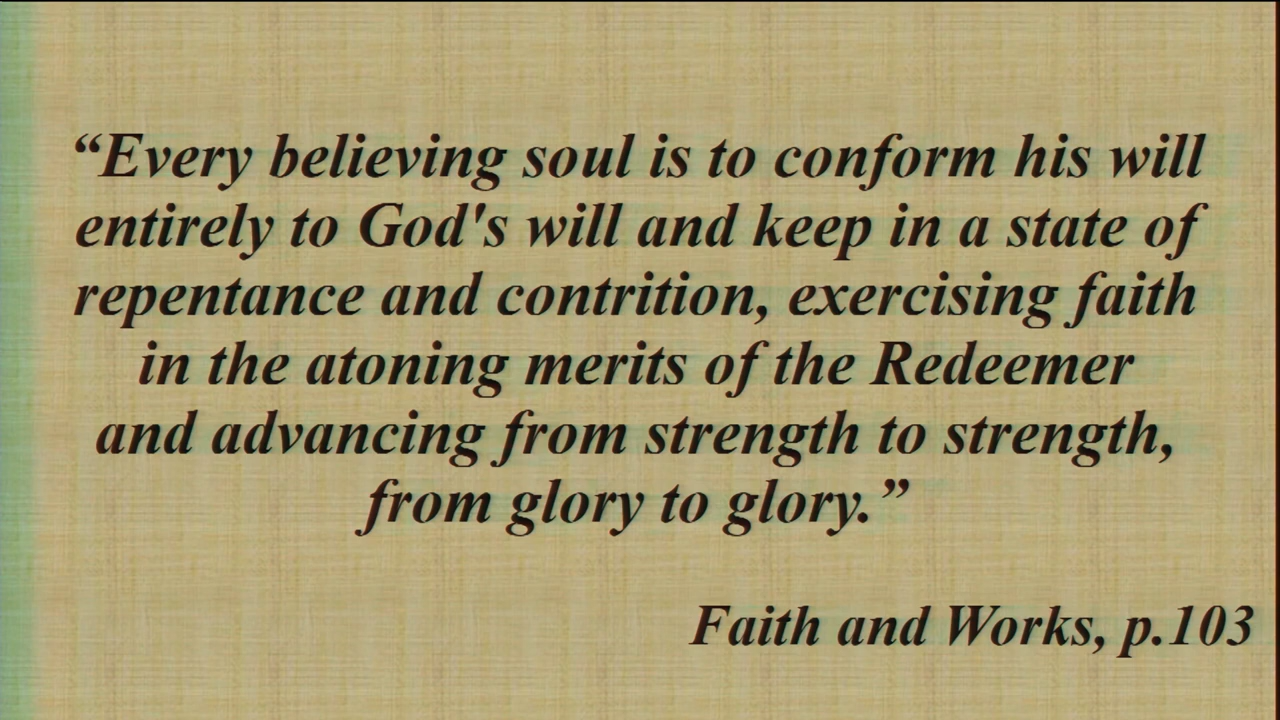 “Every believing soul is to conform his will
entirely to God's will and keep in a state of
repentance and contrition, exercising faith
in the atoning merits of the Redeemer
and advancing from strength to strength,
from glory to glory.”
Faith and Works, p.103